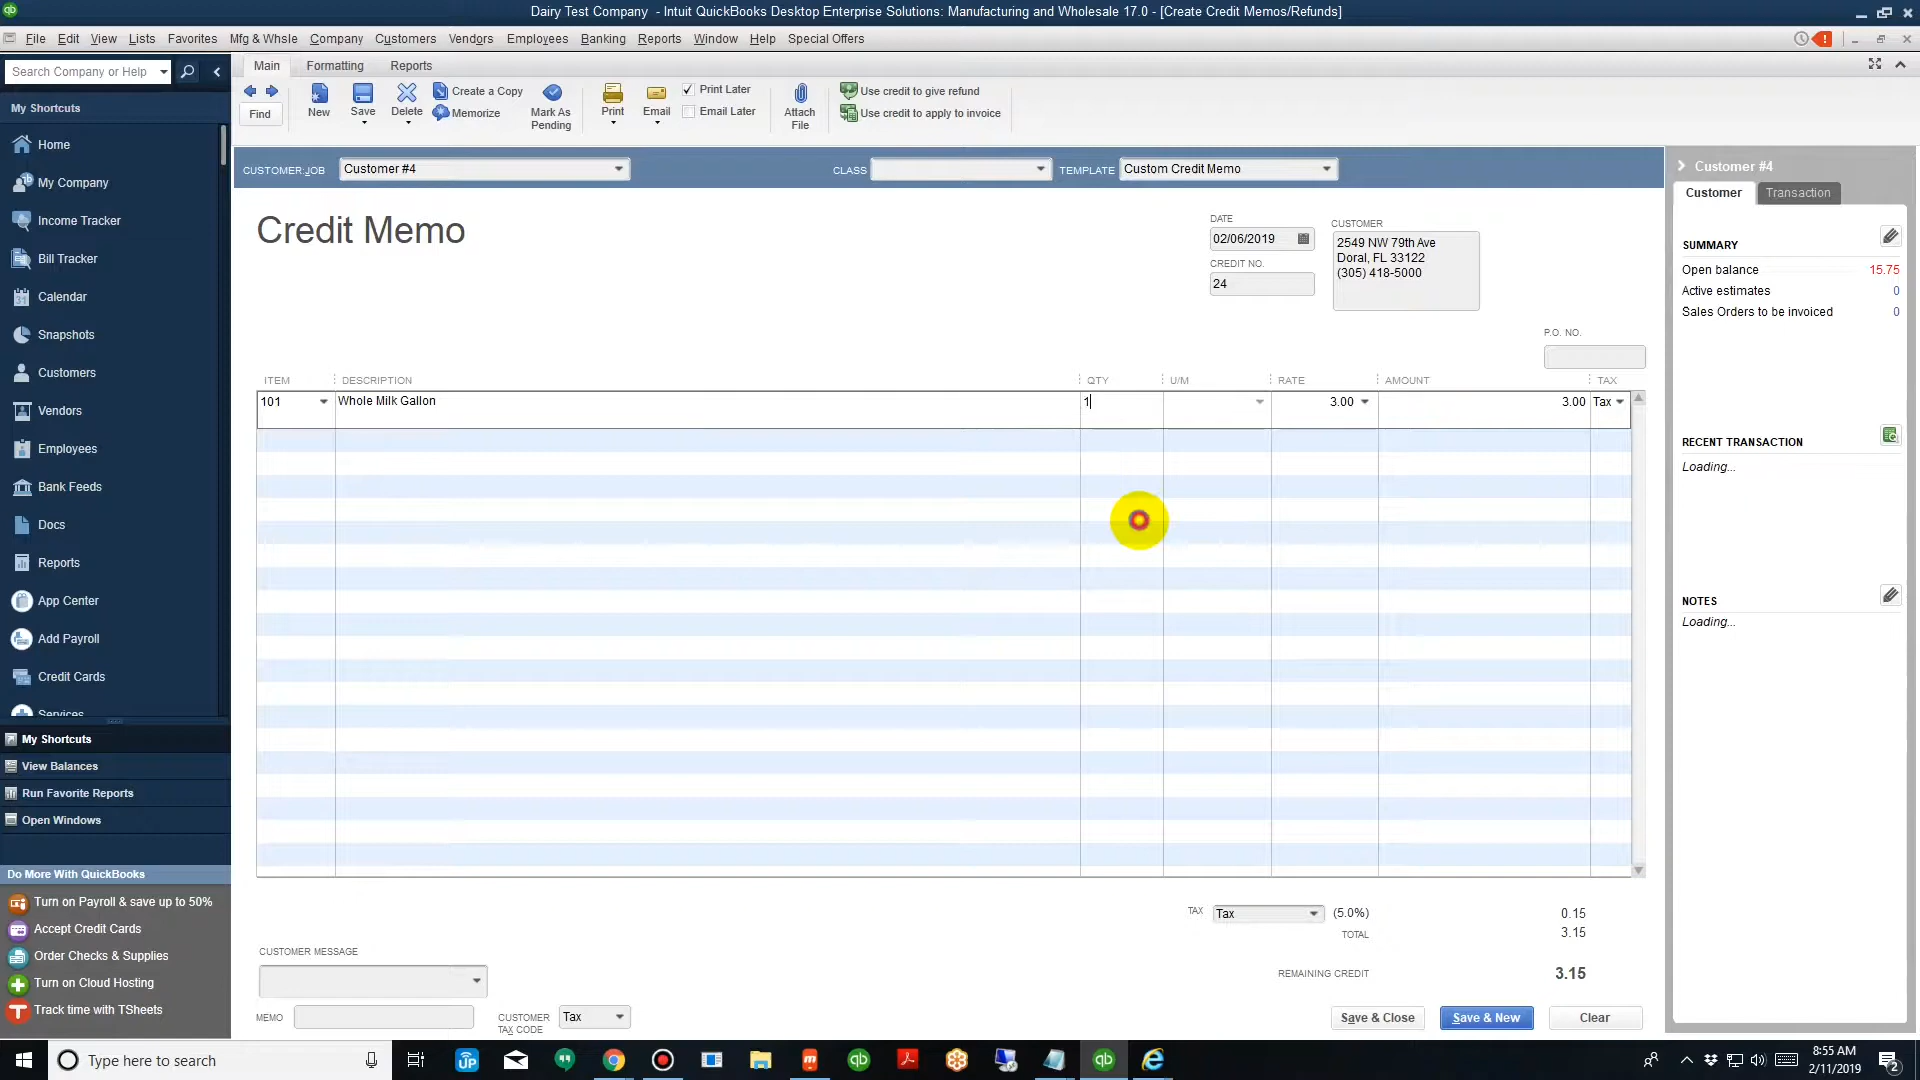 Dairy Test Company - Intuit QuickBooks Desktop Enterprise Solutions: Manufacturing and Wholesale 17.0 - [Create Credit Memos/Refunds]
File Edit View Lists Favorites Mfg & Whsle Company Customers Vendors Employees Banking Reports Window Help Special Offers
Search Company or Help
Main Formatting Reports
Find
New
Save
Delete
Create a Copy
Memorize
Mark As
Pending
Print
Email
Print Later
Email Later
Attach
File
Use credit to give refund
Use credit to apply to invoice
My Shortcuts
Home
My Company
Income Tracker
Bill Tracker
Calendar
Snapshots
Customers
Vendors
Employees
Bank Feeds
Docs
Reports
App Center
Add Payroll
Credit Cards
Services
My Shortcuts
View Balances
Run Favorite Reports
Open Windows
Do More With QuickBooks
Turn on Payroll & save up to 50%
Accept Credit Cards
Order Checks & Supplies
Turn on Cloud Hosting
Track time with TSheets
CUSTOMER:JOB Customer #4 CLASS TEMPLATE Custom Credit Memo
Credit Memo
DATE
02/06/2019
CREDIT NO.
24
CUSTOMER
2549 NW 79th Ave
Doral, FL 33122
(305) 418-5000
P.O. NO.
ITEM DESCRIPTION QTY U/M RATE AMOUNT TAX
101 Whole Milk Gallon 1 3.00 3.00 Tax
TAX Tax (5.0%) 0.15
TOTAL 3.15
REMAINING CREDIT 3.15
CUSTOMER MESSAGE
MEMO
CUSTOMER
TAX CODE
Tax
Save & Close Save & New Clear
Customer #4
Customer Transaction
SUMMARY
Open balance 15.75
Active estimates 0
Sales Orders to be invoiced 0
RECENT TRANSACTION
Loading...
NOTES
Loading...
Type here to search
8:55 AM
2/11/2019
2